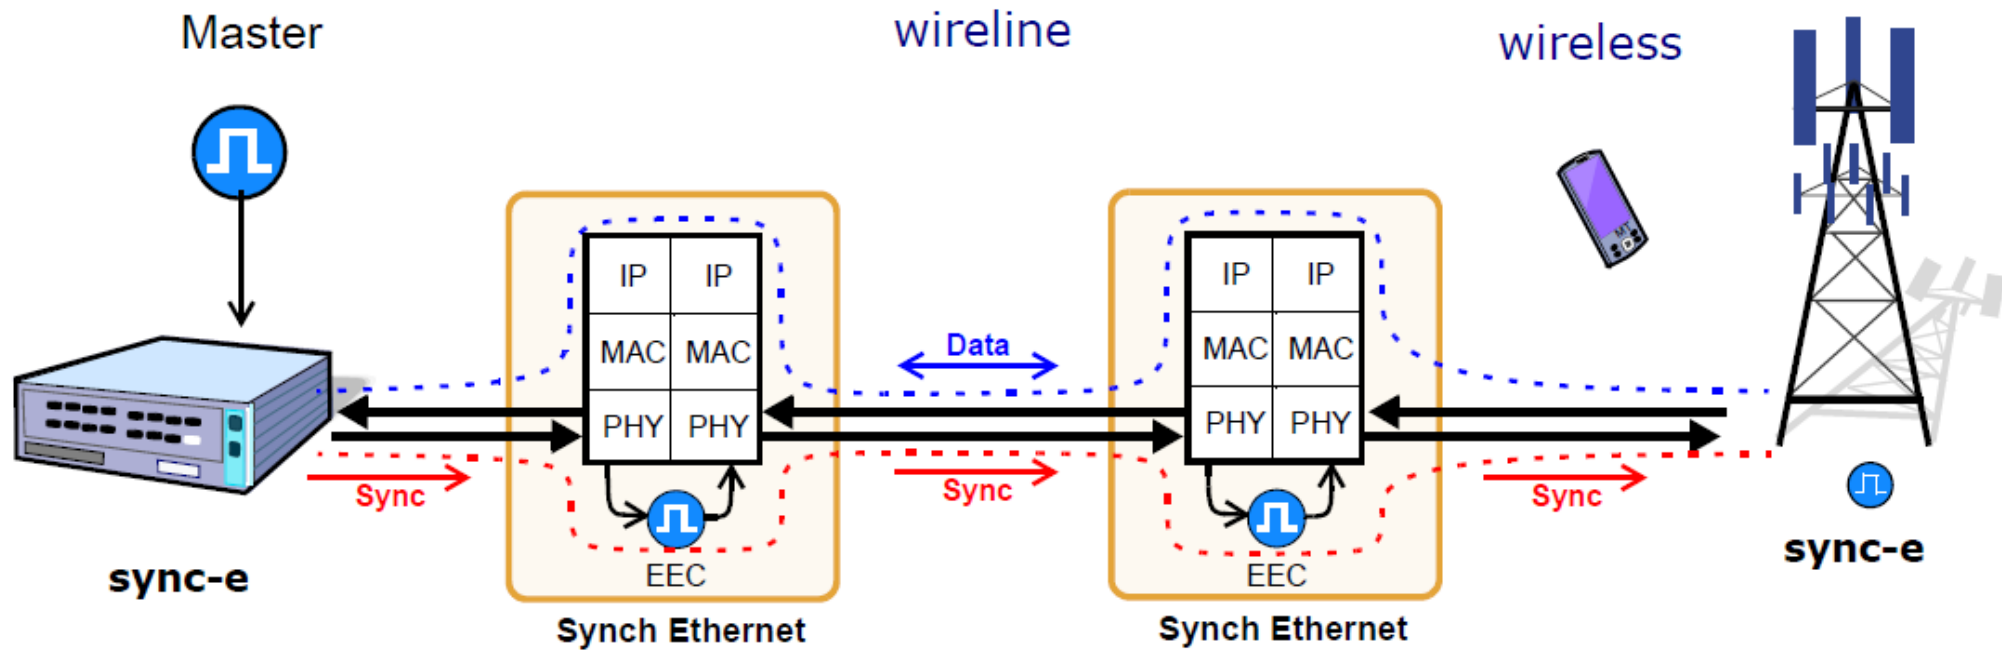 Master
wireline
wireless
IP IP
MAC MAC
PHY PHY
EEC
Synch Ethernet
Data
IP IP
MAC MAC
PHY PHY
EEC
Synch Ethernet
MT
Sync
Sync
Sync
sync-e
sync-e